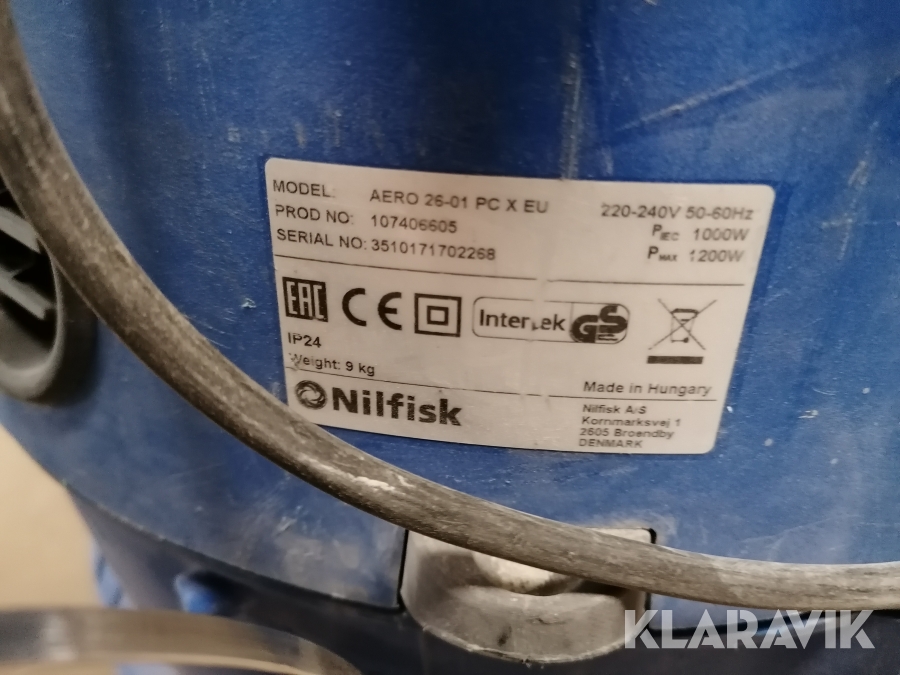 MODEL: AERO 26-01 PC X EU
PROD NO: 107406605
SERIAL NO: 3510171702268
220-240V 50-60Hz
PIEC 1000W
PMAX 1200W
EAC CE Intertek GS
IP24
Weight: 9 kg
Nilfisk
Made in Hungary
Nilfisk A/S
Kornmarksvej 1
2605 Broendby
DENMARK
KLARAVIK